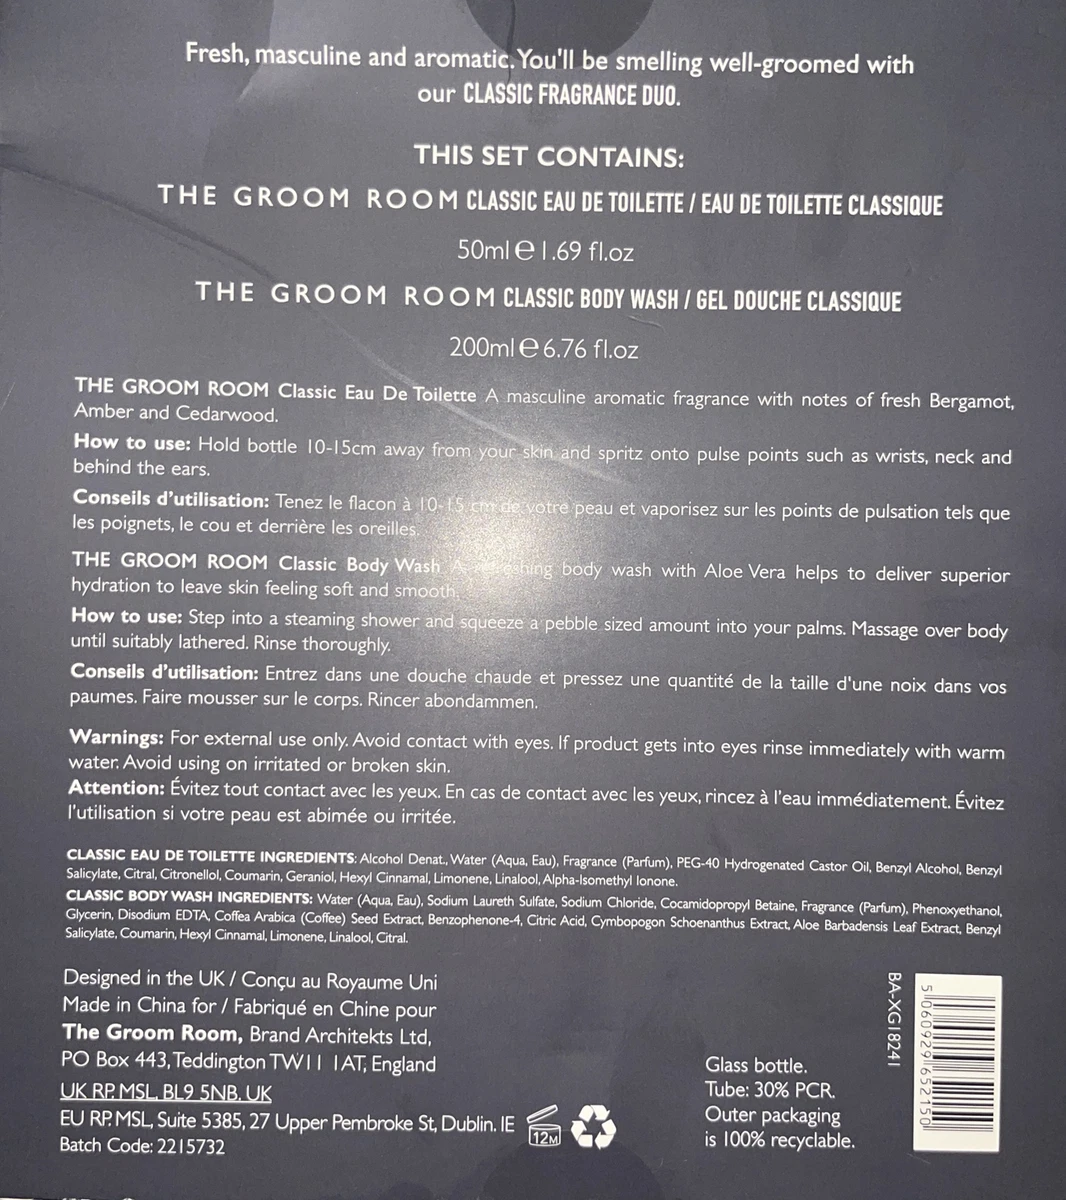 Fresh, masculine and aromatic. You'll be smelling well-groomed with
our CLASSIC FRAGRANCE DUO.
THIS SET CONTAINS:
THE GROOM ROOM CLASSIC EAU DE TOILETTE / EAU DE TOILETTE CLASSIQUE
50ml ℮ 1.69 fl.oz
THE GROOM ROOM CLASSIC BODY WASH / GEL DOUCHE CLASSIQUE
200ml ℮ 6.76 fl.oz
THE GROOM ROOM Classic Eau De Toilette A masculine aromatic fragrance with notes of fresh Bergamot,
Amber and Cedarwood.
How to use: Hold bottle 10-15cm away from your skin and spritz onto pulse points such as wrists, neck and
behind the ears.
Conseils d'utilisation: Tenez le flacon à 10-15 cm de votre peau et vaporisez sur les points de pulsation tels que
les poignets, le cou et derrière les oreilles.
THE GROOM ROOM Classic Body Wash A body wash with Aloe Vera helps to deliver superior
hydration to leave skin feeling soft and smooth.
How to use: Step into a steaming shower and squeeze a pebble sized amount into your palms. Massage over body
until suitably lathered. Rinse thoroughly.
Conseils d'utilisation: Entrez dans une douche chaude et pressez une quantité de la taille d'une noix dans vos
paumes. Faire mousser sur le corps. Rincer abondammen.
Warnings: For external use only. Avoid contact with eyes. If product gets into eyes rinse immediately with warm
water. Avoid using on irritated or broken skin.
Attention: Évitez tout contact avec les yeux. En cas de contact avec les yeux, rincez à l'eau immédiatement. Évitez
l'utilisation si votre peau est abimée ou irritée.
CLASSIC EAU DE TOILETTE INGREDIENTS: Alcohol Denat., Water (Aqua, Eau), Fragrance (Parfum), PEG-40 Hydrogenated Castor Oil, Benzyl Alcohol, Benzyl
Salicylate, Citral, Citronellol, Coumarin, Geraniol, Hexyl Cinnamal, Limonene, Linalool, Alpha-Isomethyl Ionone.
CLASSIC BODY WASH INGREDIENTS: Water (Aqua, Eau), Sodium Laureth Sulfate, Sodium Chloride, Cocamidopropyl Betaine, Fragrance (Parfum), Phenoxyethanol,
Glycerin, Disodium EDTA, Coffea Arabica (Coffee) Seed Extract, Benzophenone-4, Citric Acid, Cymbopogon Schoenanthus Extract, Aloe Barbadensis Leaf Extract, Benzyl
Salicylate, Coumarin, Hexyl Cinnamal, Limonene, Linalool, Citral.
Designed in the UK / Conçu au Royaume Uni
Made in China for / Fabriqué en Chine pour
The Groom Room, Brand Architekts Ltd,
PO Box 443, Teddington TW11 1AT, England
UK RP. MSL, BL9 5NB. UK
EU RP. MSL, Suite 5385, 27 Upper Pembroke St, Dublin. IE
Batch Code: 2215732
12M
Glass bottle.
Tube: 30% PCR.
Outer packaging
is 100% recyclable.
BA-XG18241
5 060929 652150